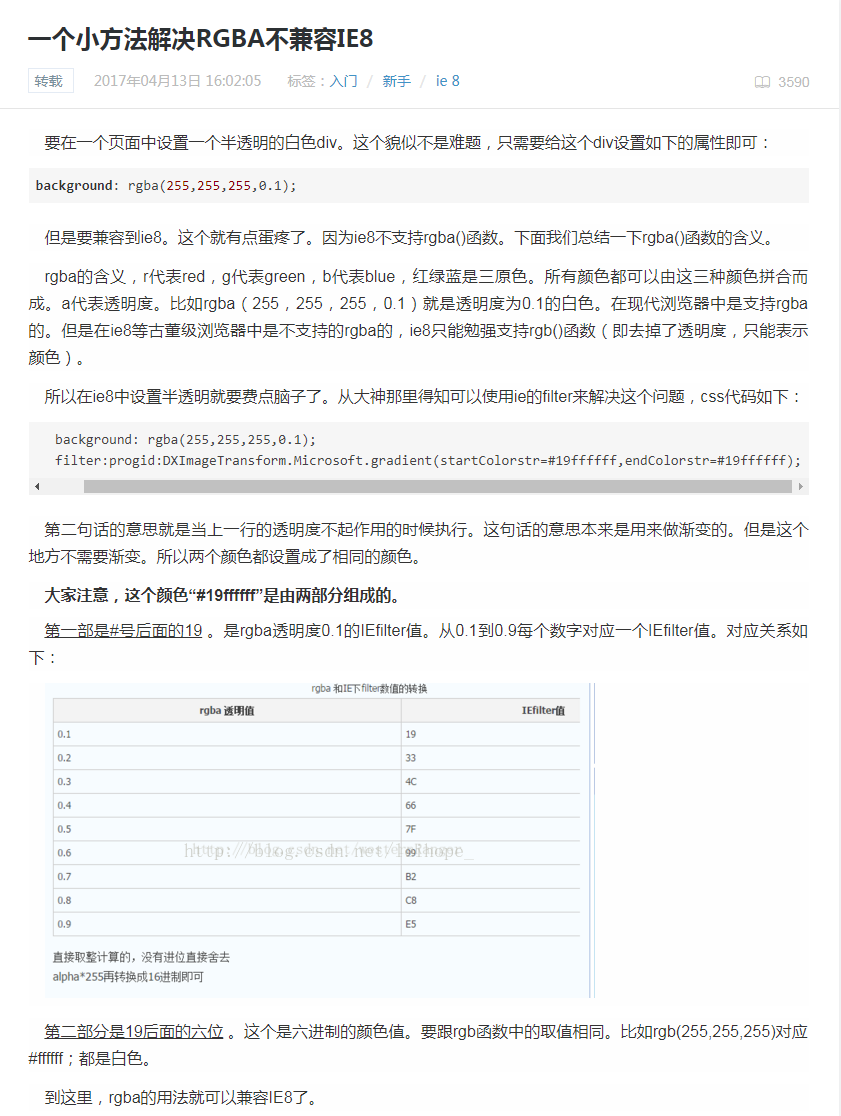 一个小方法解决RGBA不兼容IE8
转载 2017年04月13日 16:02:05 标签：入门 / 新手 / ie 8 3590
要在一个页面中设置一个半透明的白色div。这个貌似不是难题，只需要给这个div设置如下的属性即可：
background: rgba(255,255,255,0.1);
但是要兼容到ie8。这个就有点蛋疼了。因为ie8不支持rgba()函数。下面我们总结一下rgba()函数的含义。
rgba的含义，r代表red，g代表green，b代表blue，红绿蓝是三原色。所有颜色都可以由这三种颜色拼合而
成。a代表透明度。比如rgba（255，255，255，0.1）就是透明度为0.1的白色。在现代浏览器中是支持rgba
的。但是在ie8等古董级浏览器中是不支持的rgba的，ie8只能勉强支持rgb()函数（即去掉了透明度，只能表示
颜色）。
所以在ie8中设置半透明就要费点脑子了。从大神那里得知可以使用ie的filter来解决这个问题，css代码如下：
background: rgba(255,255,255,0.1);
filter:progid:DXImageTransform.Microsoft.gradient(startColorstr=#19ffffff,endColorstr=#19ffffff);
第二句话的意思就是当上一行的透明度不起作用的时候执行。这句话的意思本来是用来做渐变的。但是这个
地方不需要渐变。所以两个颜色都设置成了相同的颜色。
大家注意，这个颜色“#19ffffff”是由两部分组成的。
第一部是#号后面的19 。是rgba透明度0.1的IEfilter值。从0.1到0.9每个数字对应一个IEfilter值。对应关系如
下：
rgba 和IE下filter数值的转换
rgba 透明值 IEfilter值
0.1 19
0.2 33
0.3 4C
0.4 66
0.5 7F
0.6 99
0.7 B2
0.8 C8
0.9 E5
直接取整计算的，没有进位直接舍去
alpha*255再转换成16进制即可
第二部分是19后面的六位 。这个是六进制的颜色值。要跟rgb函数中的取值相同。比如rgb(255,255,255)对应
#ffffff；都是白色。
到这里，rgba的用法就可以兼容IE8了。